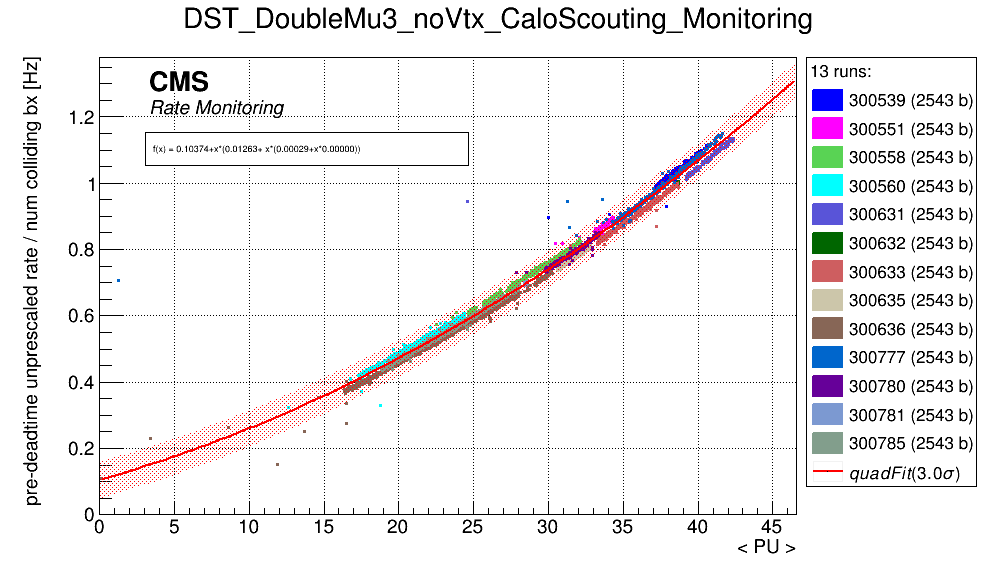 DST_DoubleMu3_noVtx_CaloScouting_Monitoring
pre-deadtime unprescaled rate / num colliding bx [Hz]
CMS
Rate Monitoring
f(x) = 0.10374+x*(0.01263+ x*(0.00029+x*0.00000))
1.2
1
0.8
0.6
0.4
0.2
0
0 5 10 15 20 25 30 35 40 45
< PU >
13 runs:
300539 (2543 b)
300551 (2543 b)
300558 (2543 b)
300560 (2543 b)
300631 (2543 b)
300632 (2543 b)
300633 (2543 b)
300635 (2543 b)
300636 (2543 b)
300777 (2543 b)
300780 (2543 b)
300781 (2543 b)
300785 (2543 b)
quadFit(3.0σ)